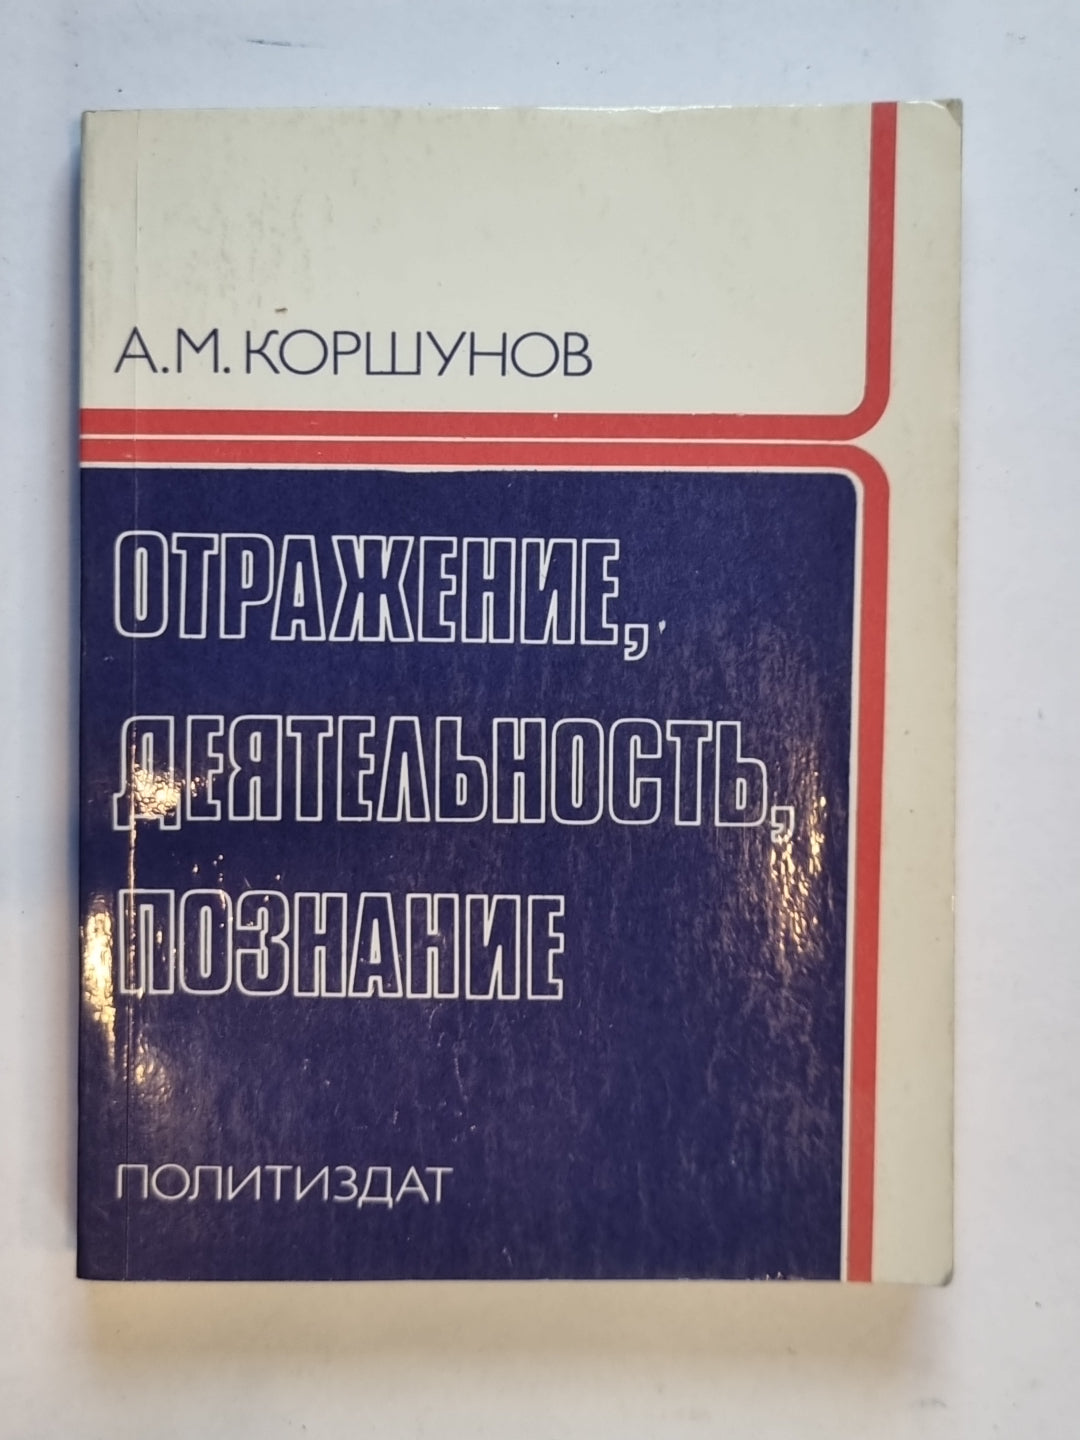 А.М. КОРШУНОВ
ОТРАЖЕНИЕ,
ДЕЯТЕЛЬНОСТЬ,
ПОЗНАНИЕ
ПОЛИТИЗДАТ